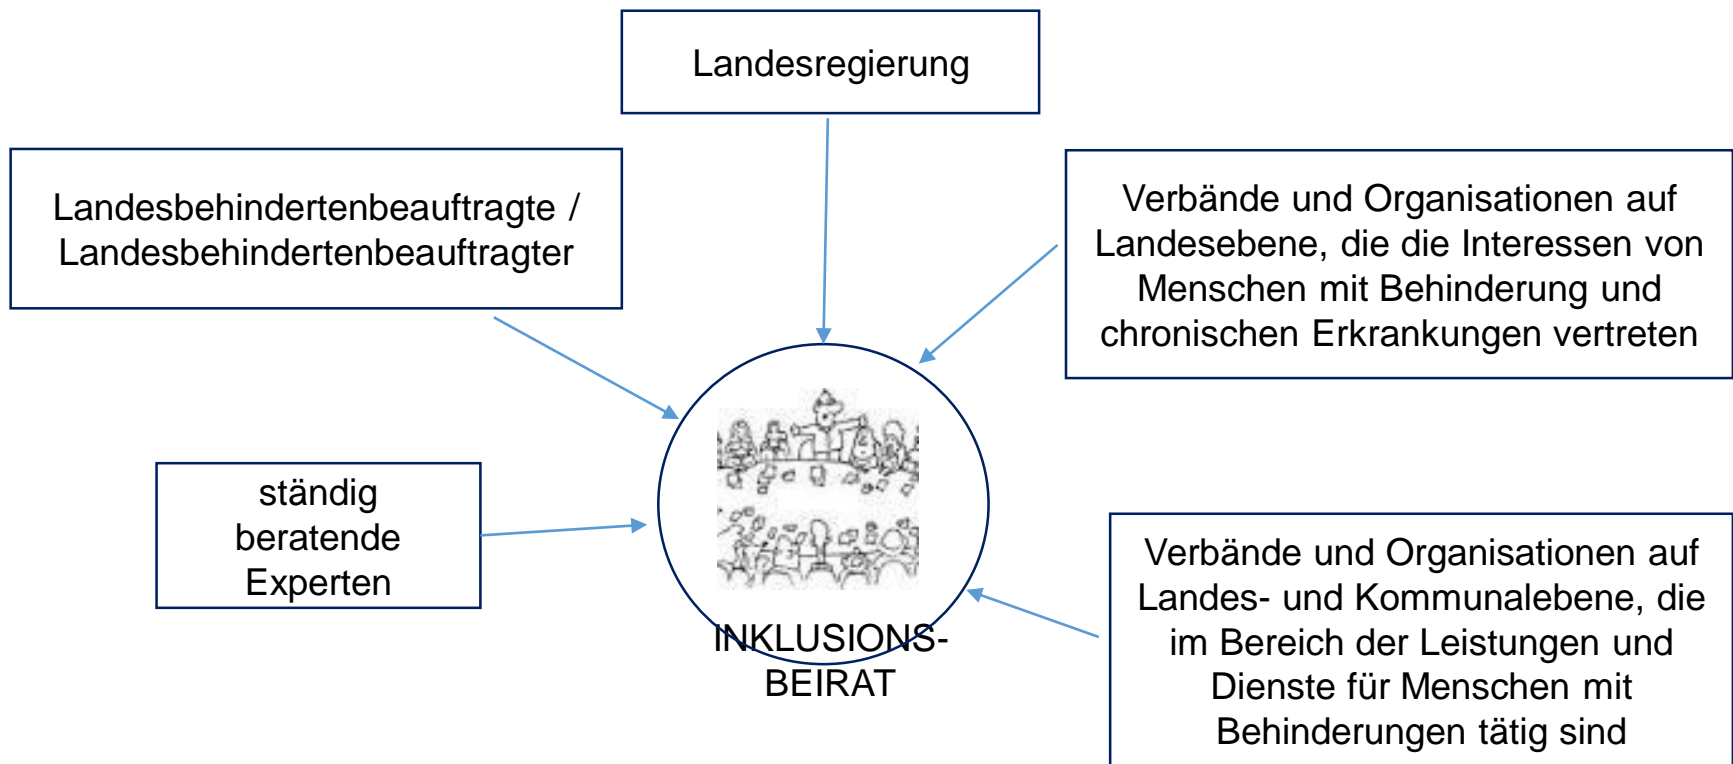 Landesregierung
Landesbehindertenbeauftragte /
Landesbehindertenbeauftragter
Verbände und Organisationen auf
Landesebene, die die Interessen von
Menschen mit Behinderung und
chronischen Erkrankungen vertreten
ständig
beratende
Experten
INKLUSIONS-
BEIRAT
Verbände und Organisationen auf
Landes- und Kommunalebene, die
im Bereich der Leistungen und
Dienste für Menschen mit
Behinderungen tätig sind